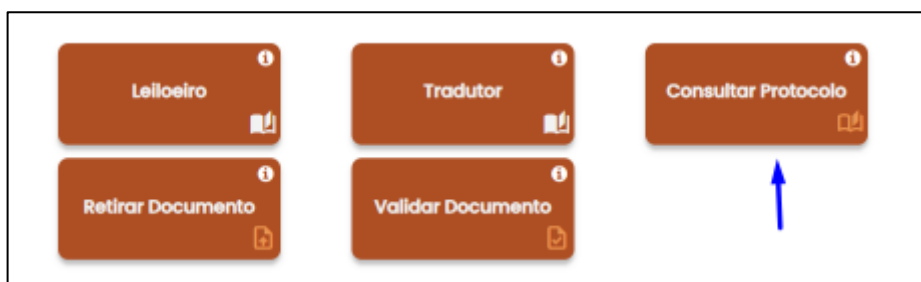 Leiloeiro
Tradutor
Consultar Protocolo
Retirar Documento
Validar Documento